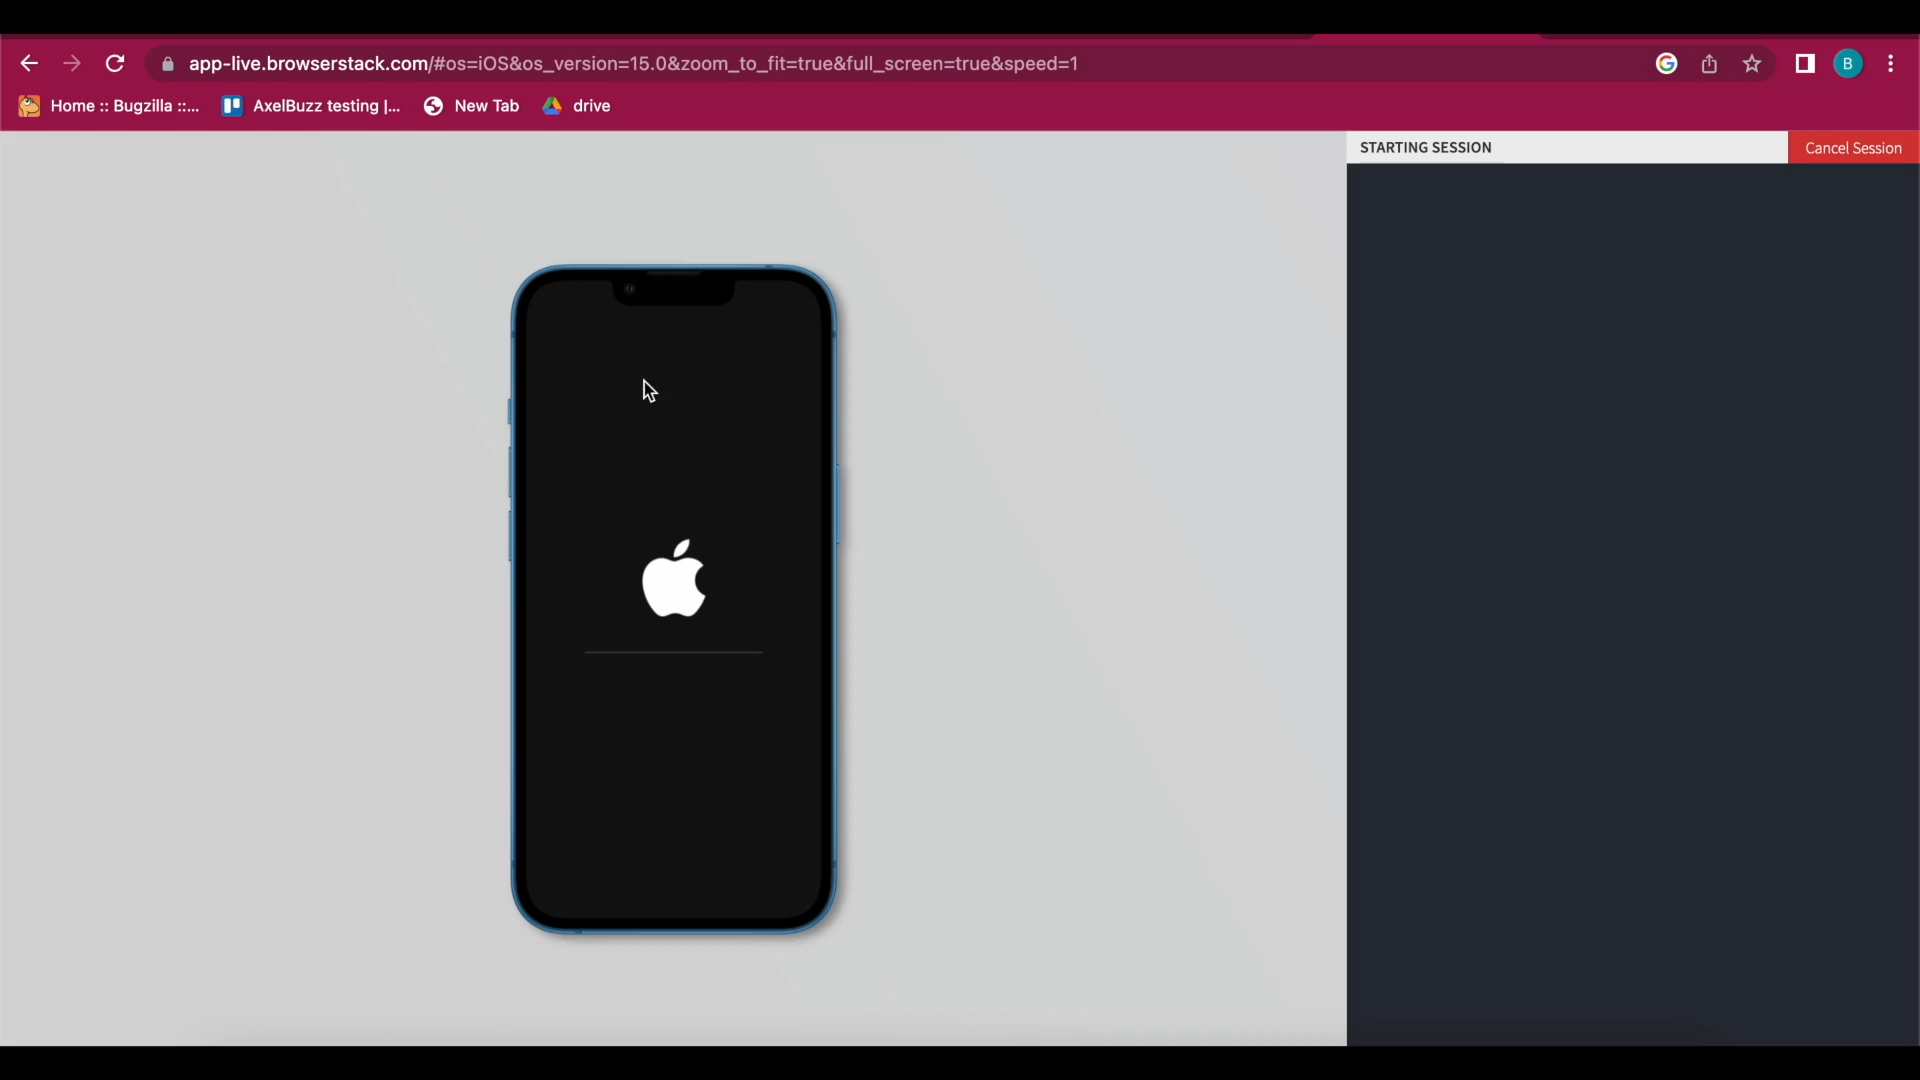 app-live.browserstack.com/#os=iOS&os_version=15.0&zoom_to_fit=true&full_screen=true&speed=1
B
Home :: Bugzilla ::...
AxelBuzz testing |...
New Tab
drive
STARTING SESSION
Cancel Session